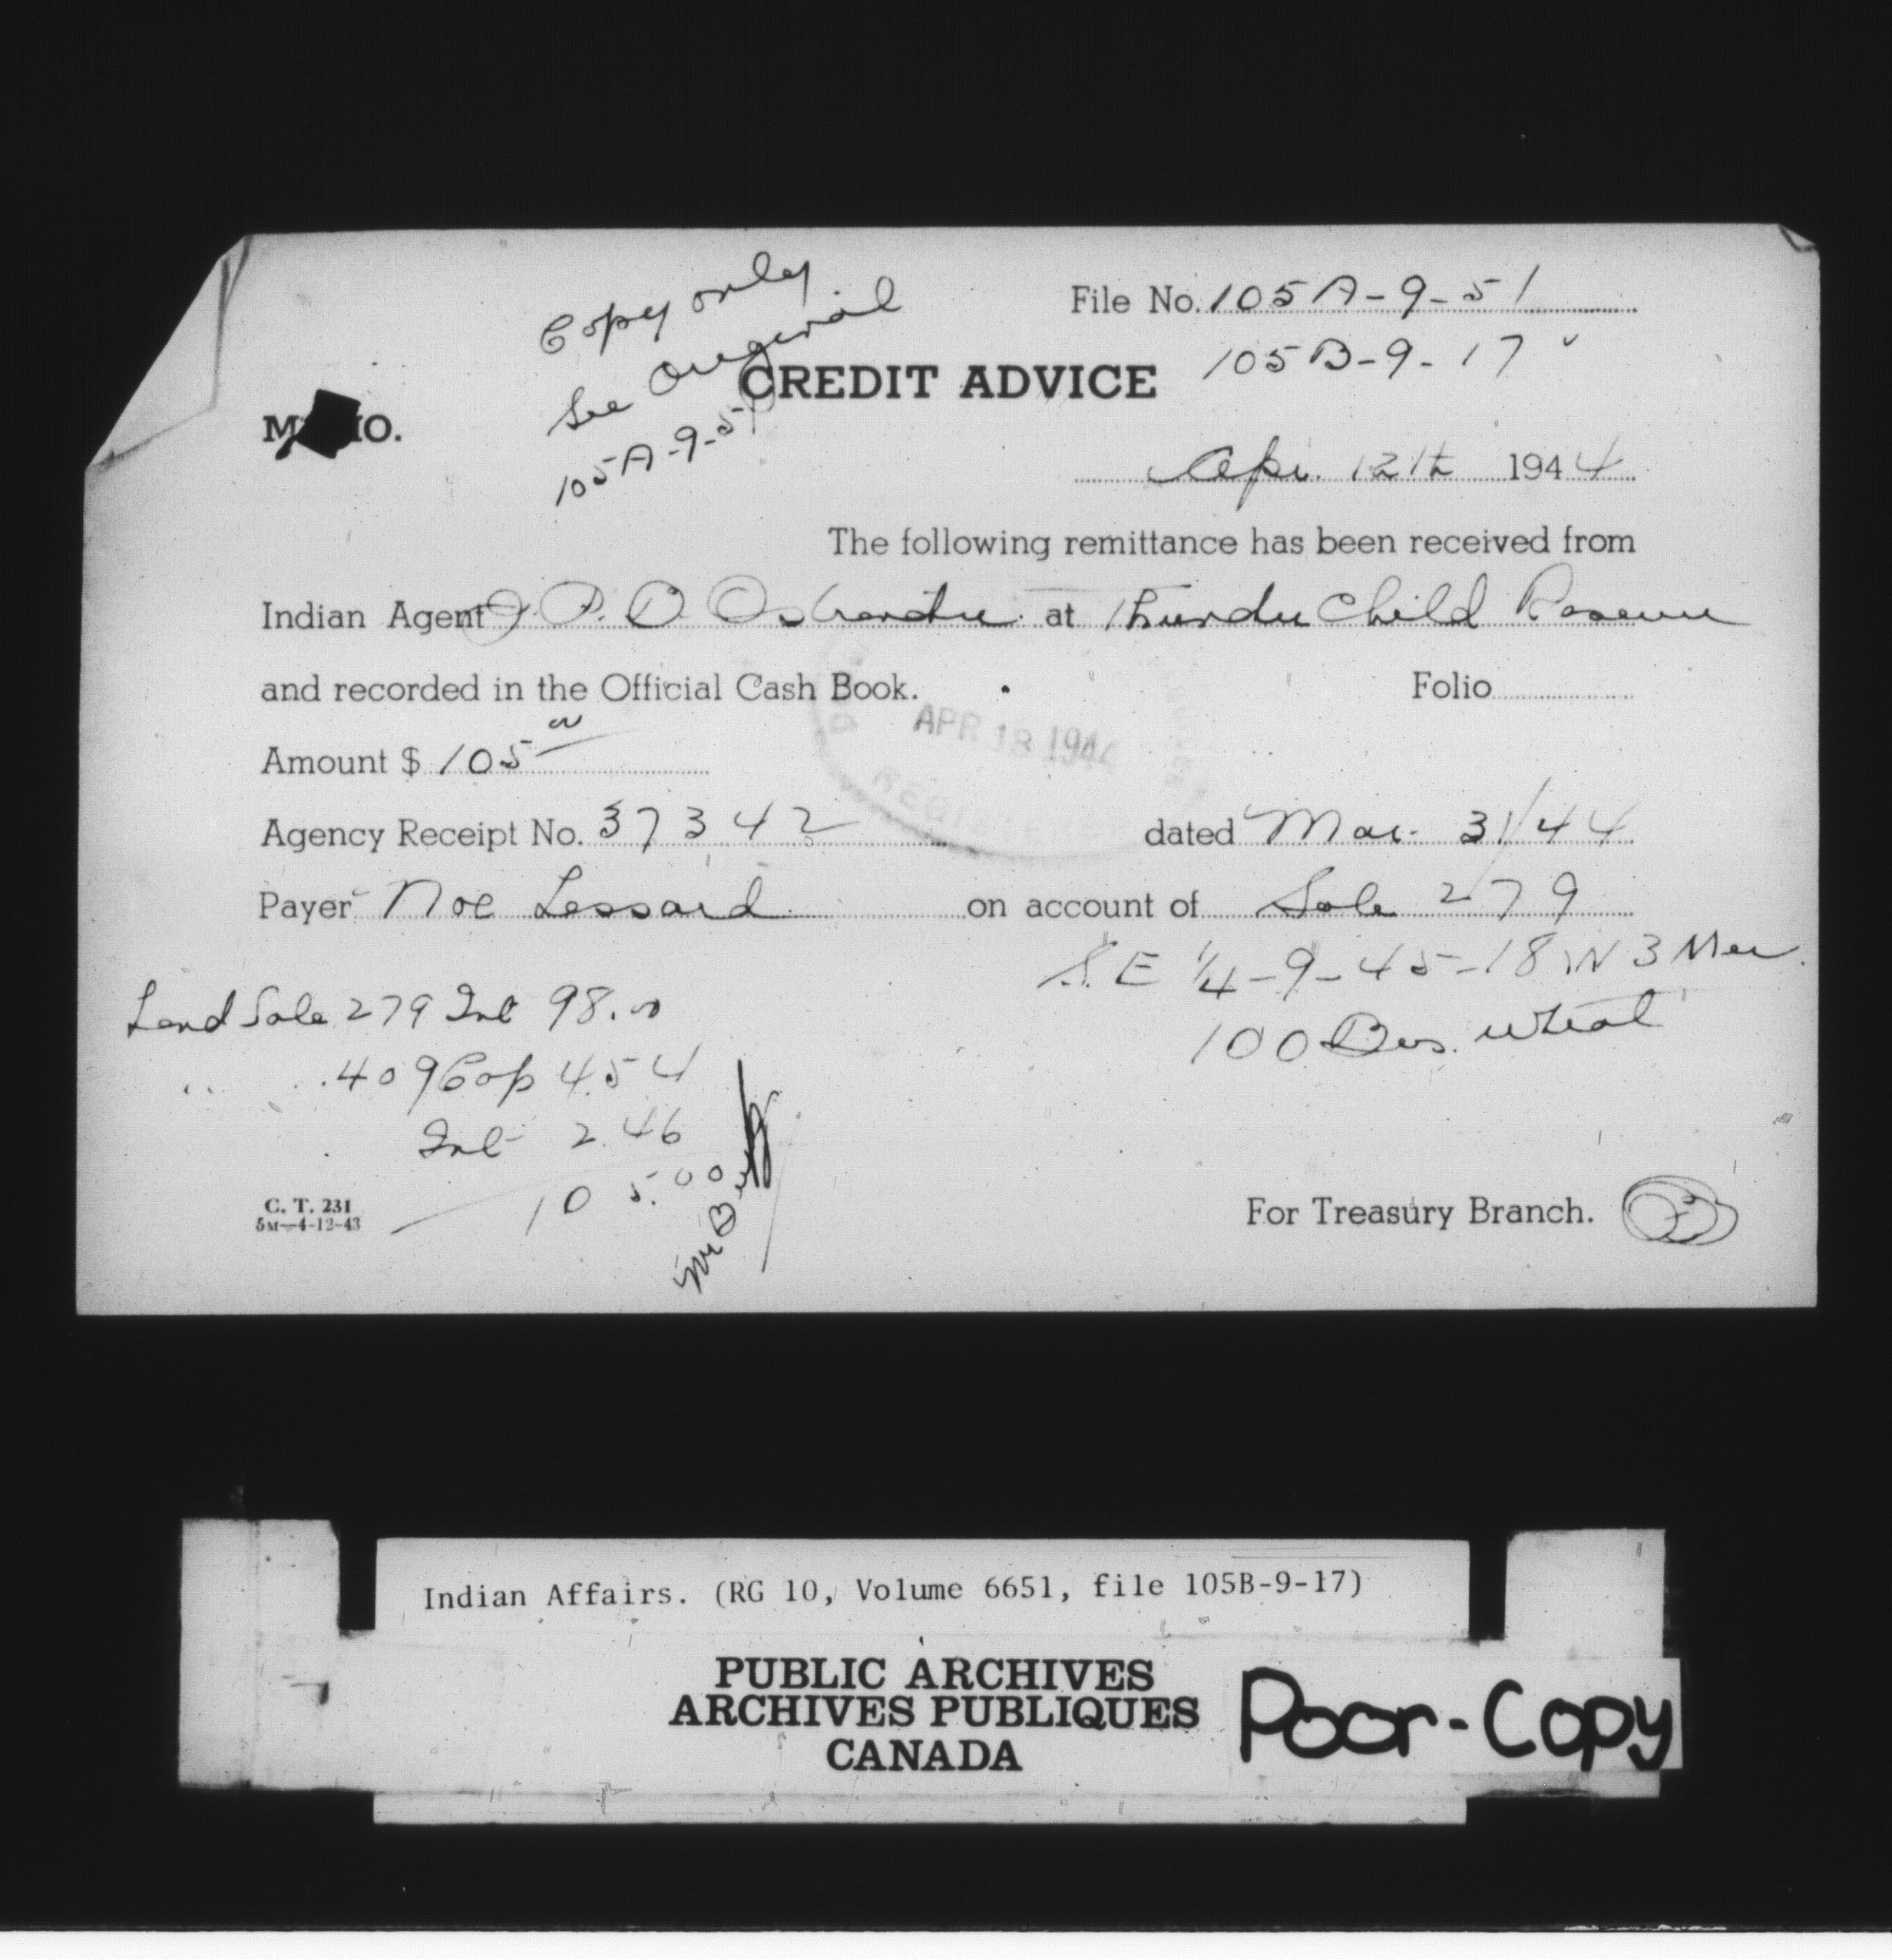 Copy only
See Original
105A-9-51
File No. 105A-9-51
105B-9-17
CREDIT ADVICE
Apr. 12th 1944
The following remittance has been received from
Indian Agent J. P. B. Ostrander at Thunder Child Reserve
and recorded in the Official Cash Book. Folio
APR 18 1944
Amount $ 105 00
Agency Receipt No. 37342 dated Mar. 31/44
Payer Noe Lessard on account of Sale 279
S.E 1/4-9-45-18 W 3 Mer.
100 Bus. wheat
Land Sale 279 Int 98.00
" " 409 Cap 4.54
Int 2.46
105.00
C. T. 231
5M-4-12-43
For Treasury Branch.
Indian Affairs. (RG 10, Volume 6651, file 105B-9-17)
PUBLIC ARCHIVES
ARCHIVES PUBLIQUES
CANADA
Poor-Copy